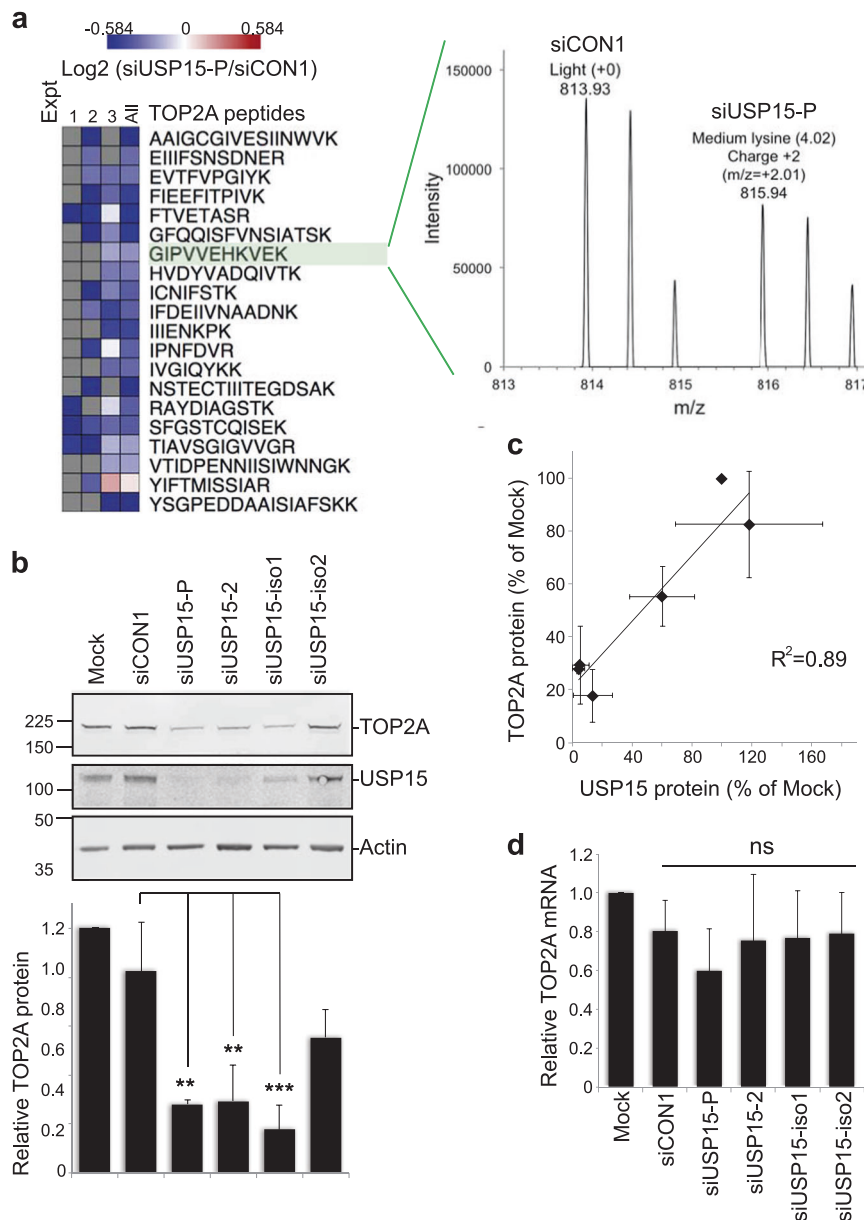 a
-0.584 0 0.584
Log2 (siUSP15-P/siCON1)
Expt
1 2 3 All TOP2A peptides
AAIGCGIVESIINWVK
EIIIFSNSDNER
EVTFVPGIYK
FIEEFITPIVK
FTVETASR
GFQQISFVNSIATSK
GIPVVEHKVEK
HVDYVADQIVTK
ICNIFSTK
IFDEIIVNAADNK
IIIENKPK
IPNFDVR
IVGIQYKK
NSTECTIIITEGDSAK
RAYDIAGSTK
SFGSTCQISEK
TIAVSGIGVVGR
VTIDPENNIISIWNNGK
YIFTMISSIAR
YSGPEDDAAISIAFSKK
siCON1
Light (+0)
813.93
siUSP15-P
Medium lysine (4.02)
Charge +2
(m/z=+2.01)
815.94
Intensity
150000
100000
50000
0
813 814 815 816 817
m/z
b
Mock siCON1 siUSP15-P siUSP15-2 siUSP15-iso1 siUSP15-iso2
225
150
-TOP2A
100
-USP15
50
35
-Actin
Relative TOP2A protein
1.2
1.0
0.8
0.6
0.4
0.2
0
** ** ***
c
TOP2A protein (% of Mock)
100
80
60
40
20
0
R²=0.89
0 40 80 120 160
USP15 protein (% of Mock)
d
ns
Relative TOP2A mRNA
1.2
1.0
0.8
0.6
0.4
0.2
0
Mock siCON1 siUSP15-P siUSP15-2 siUSP15-iso1 siUSP15-iso2